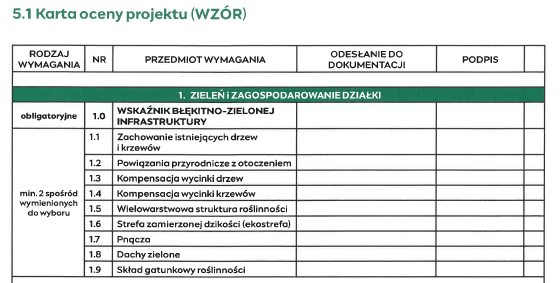 5.1 Karta oceny projektu (WZÓR)
RODZAJ WYMAGANIA NR PRZEDMIOT WYMAGANIA ODESŁANIE DO DOKUMENTACJI PODPIS
1. ZIELEŃ i ZAGOSPODAROWANIE DZIAŁKI
obligatoryjne 1.0 WSKAŹNIK BŁĘKITNO-ZIELONEJ
INFRASTRUKTURY
min. 2 spośród
wymienionych
do wyboru
1.1 Zachowanie istniejących drzew
i krzewów
1.2 Powiązania przyrodnicze z otoczeniem
1.3 Kompensacja wycinki drzew
1.4 Kompensacja wycinki krzewów
1.5 Wielowarstwowa struktura roślinności
1.6 Strefa zamierzonej dzikości (ekostrefa)
1.7 Pnącza
1.8 Dachy zielone
1.9 Skład gatunkowy roślinności